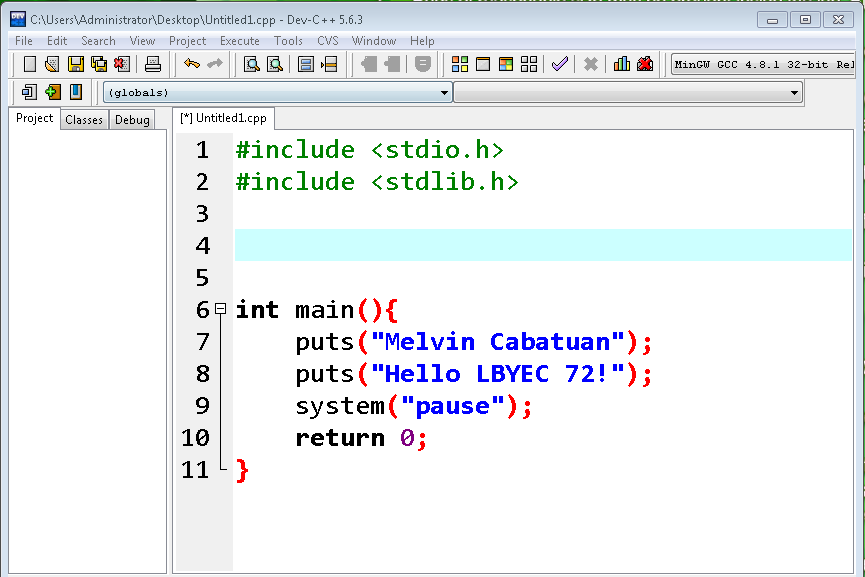 C:\Users\Administrator\Desktop\Untitled1.cpp - Dev-C++ 5.6.3
File Edit Search View Project Execute Tools CVS Window Help
MinGW GCC 4.8.1 32-bit Rel
(globals)
Project Classes Debug [*] Untitled1.cpp
1 #include <stdio.h>
2 #include <stdlib.h>
3
4
5
6 int main(){
7 puts("Melvin Cabatuan");
8 puts("Hello LBYEC 72!");
9 system("pause");
10 return 0;
11 }